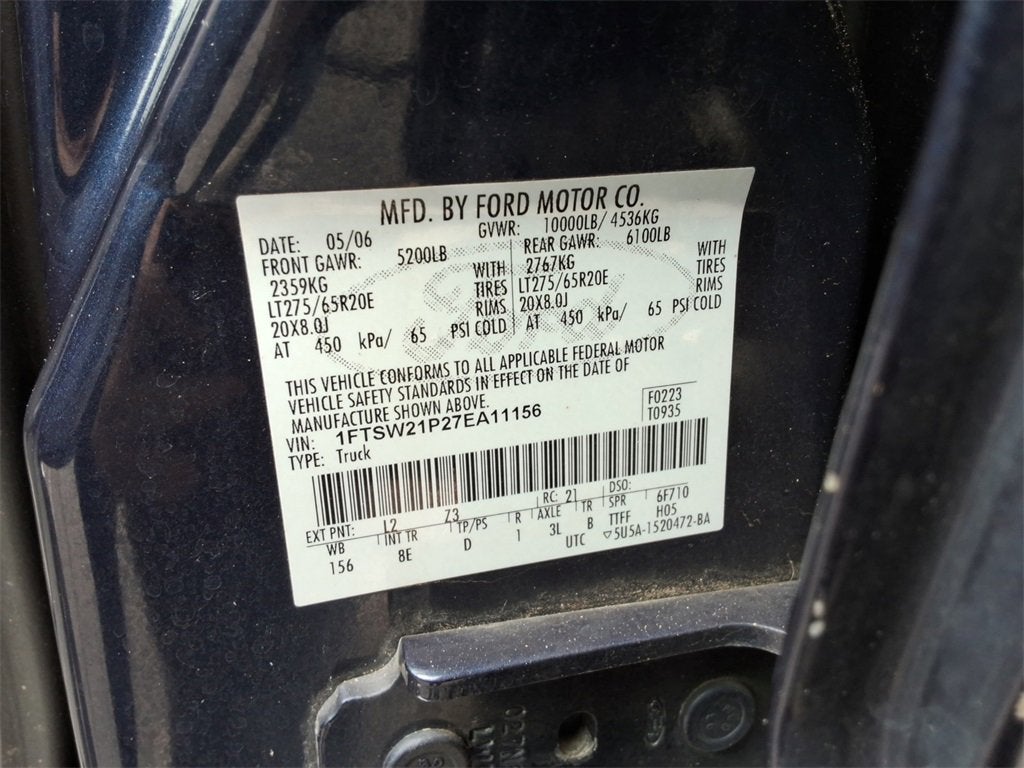 MFD. BY FORD MOTOR CO.
DATE: 05/06 GVWR: 10000LB/ 4536KG
FRONT GAWR: 5200LB REAR GAWR: 6100LB
2359KG WITH 2767KG WITH
LT275/65R20E TIRES LT275/65R20E TIRES
20X8.0J RIMS 20X8.0J RIMS
AT 450 kPa/ 65 PSI COLD AT 450 kPa/ 65 PSI COLD
THIS VEHICLE CONFORMS TO ALL APPLICABLE FEDERAL MOTOR
VEHICLE SAFETY STANDARDS IN EFFECT ON THE DATE OF
MANUFACTURE SHOWN ABOVE.
F0223
VIN: 1FTSW21P27EA11156 T0935
TYPE: Truck
EXT PNT: L2 Z3 RC: 21 DSO:
WB INT TR TP/PS R AXLE TR SPR 6F710
156 8E D 1 3L B TTFF H05
UTC ▽5U5A-1520472-BA
Ford